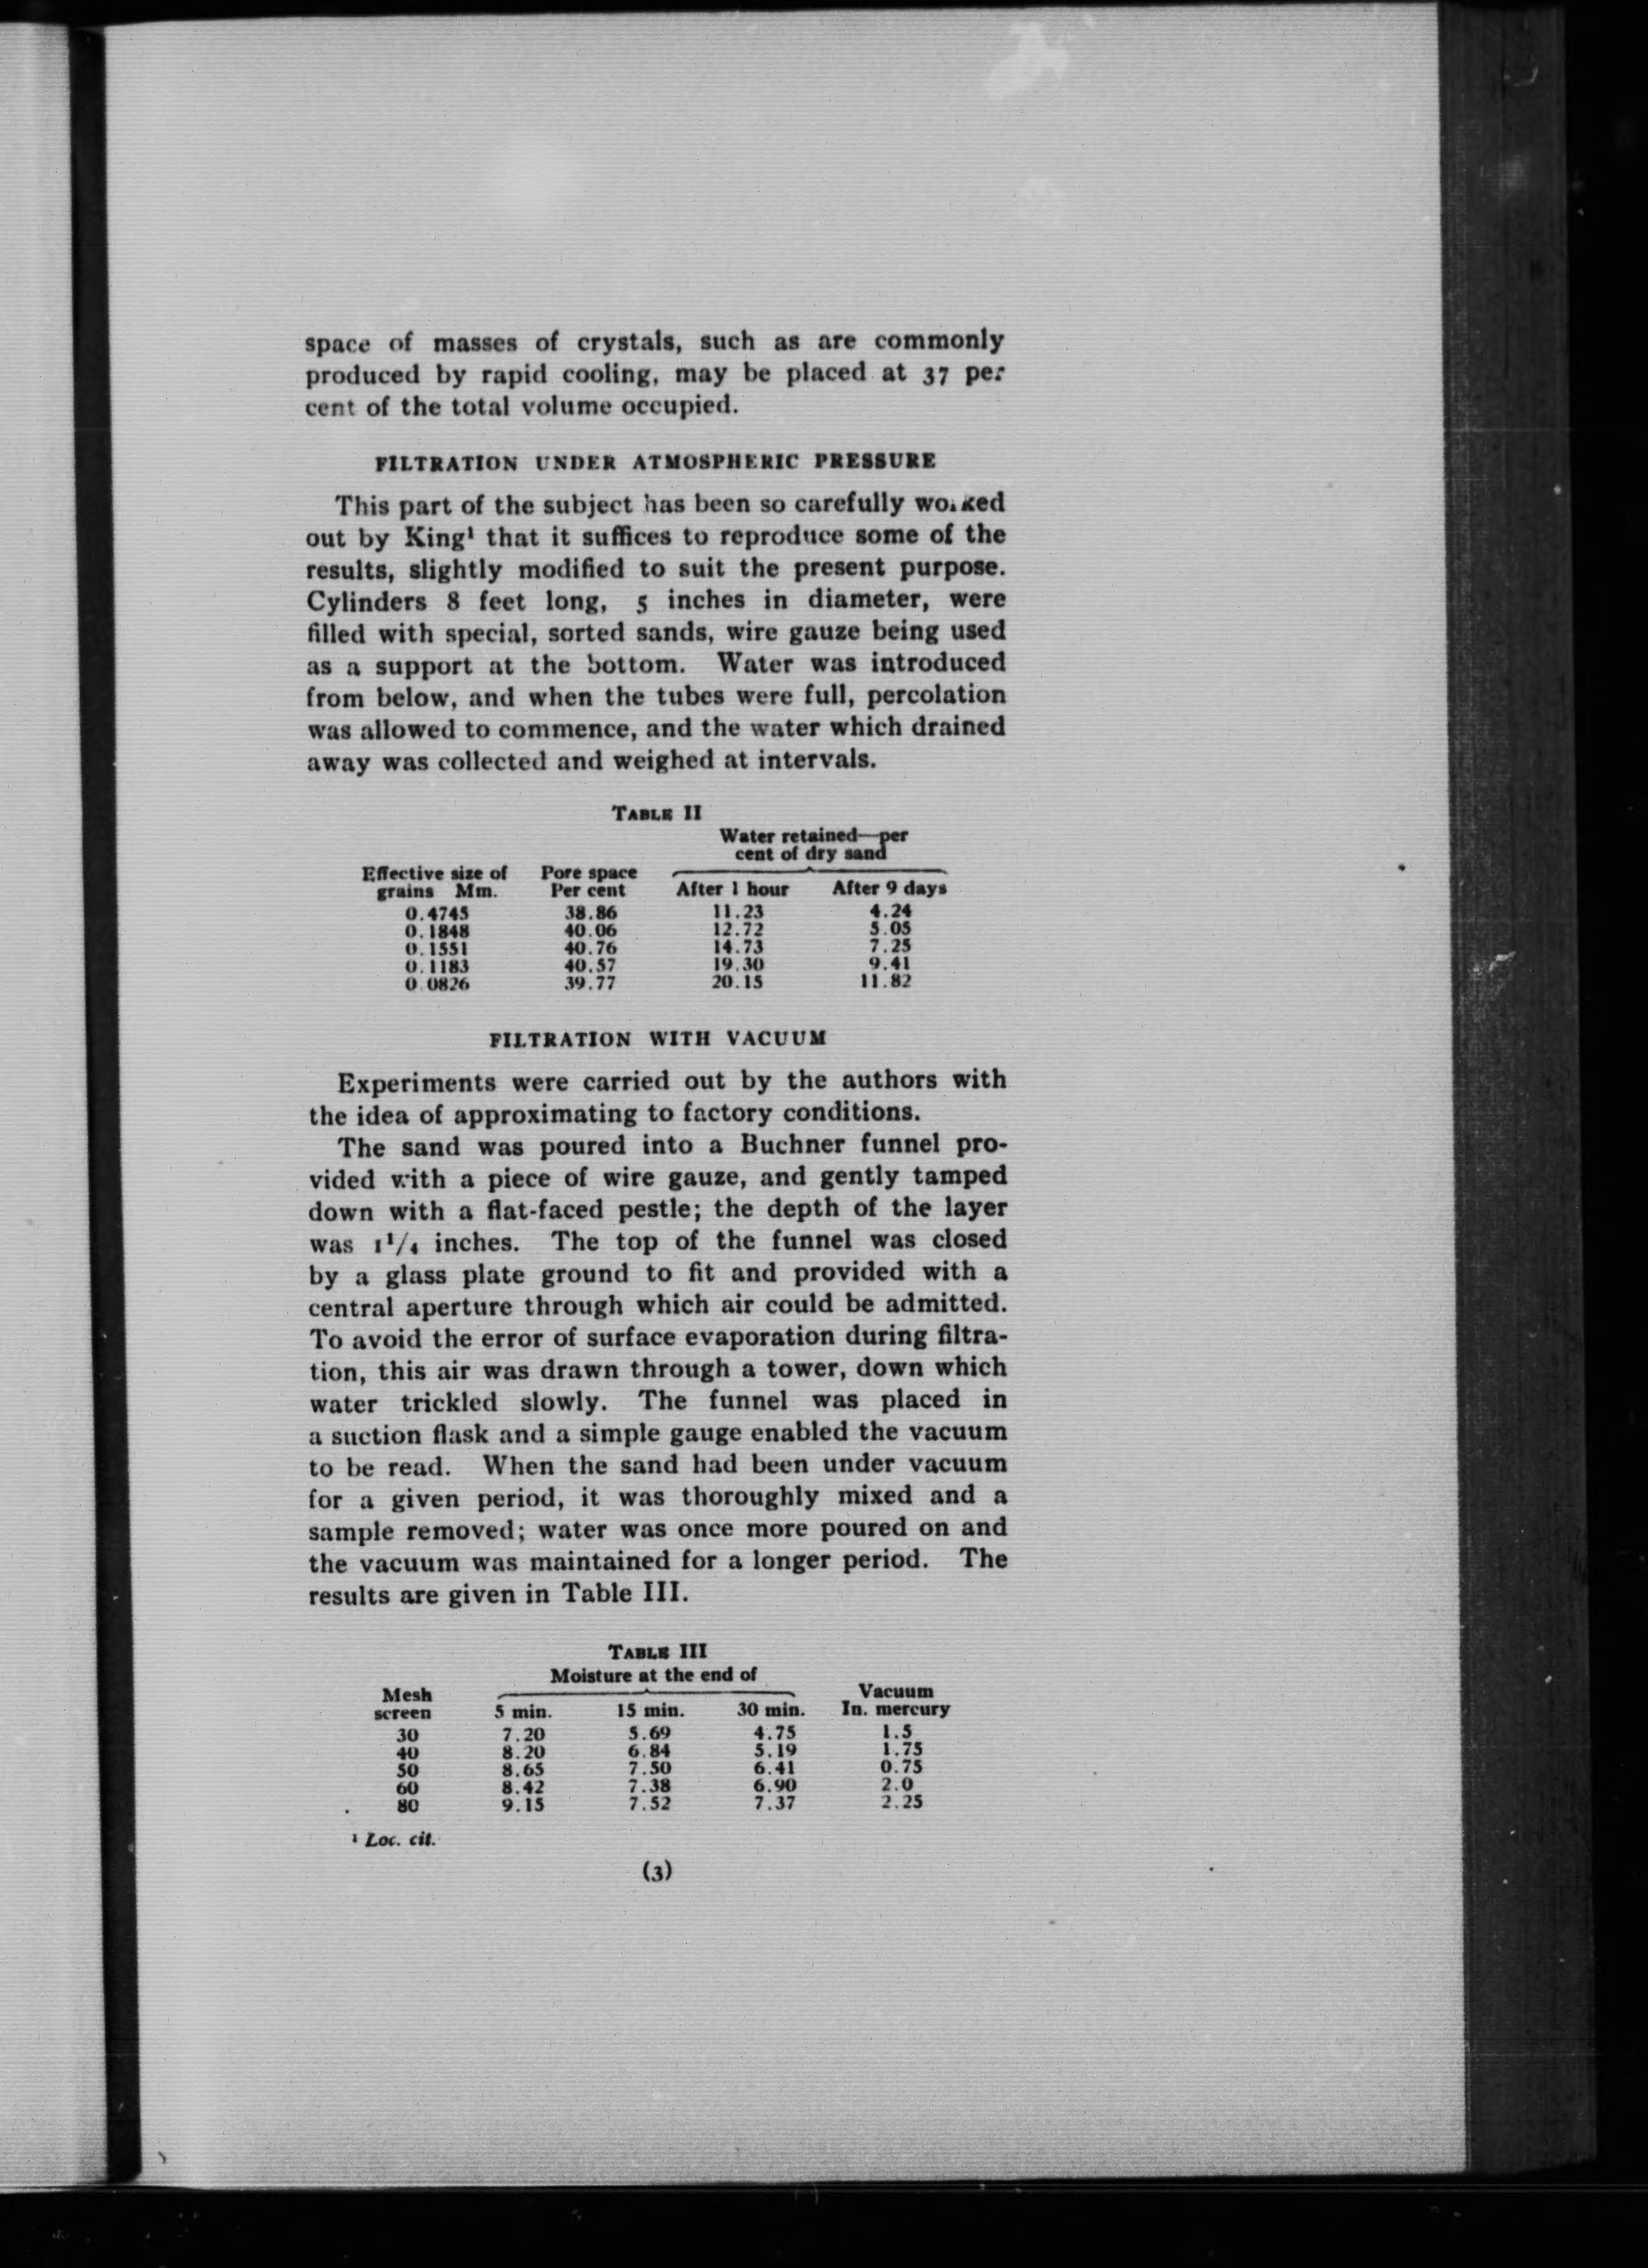 space of masses of crystals, such as are commonly
produced by rapid cooling, may be placed at 37 per
cent of the total volume occupied.
FILTRATION UNDER ATMOSPHERIC PRESSURE
This part of the subject has been so carefully worked
out by King¹ that it suffices to reproduce some of the
results, slightly modified to suit the present purpose.
Cylinders 8 feet long, 5 inches in diameter, were
filled with special, sorted sands, wire gauze being used
as a support at the bottom. Water was introduced
from below, and when the tubes were full, percolation
was allowed to commence, and the water which drained
away was collected and weighed at intervals.
TABLE II
Water retained—per
cent of dry sand
Effective size of Pore space
grains Mm. Per cent After 1 hour After 9 days
0.4745 38.86 11.23 4.24
0.1848 40.06 12.72 5.05
0.1551 40.76 14.73 7.25
0.1183 40.57 19.30 9.41
0.0826 39.77 20.15 11.82
FILTRATION WITH VACUUM
Experiments were carried out by the authors with
the idea of approximating to factory conditions.
The sand was poured into a Buchner funnel pro-
vided with a piece of wire gauze, and gently tamped
down with a flat-faced pestle; the depth of the layer
was 1¹/₄ inches. The top of the funnel was closed
by a glass plate ground to fit and provided with a
central aperture through which air could be admitted.
To avoid the error of surface evaporation during filtra-
tion, this air was drawn through a tower, down which
water trickled slowly. The funnel was placed in
a suction flask and a simple gauge enabled the vacuum
to be read. When the sand had been under vacuum
for a given period, it was thoroughly mixed and a
sample removed; water was once more poured on and
the vacuum was maintained for a longer period. The
results are given in Table III.
TABLE III
Moisture at the end of
Mesh Vacuum
screen 5 min. 15 min. 30 min. In. mercury
30 7.20 5.69 4.75 1.5
40 8.20 6.84 5.19 1.75
50 8.65 7.50 6.41 0.75
60 8.42 7.38 6.90 2.0
80 9.15 7.52 7.37 2.25
¹ Loc. cit.
(3)